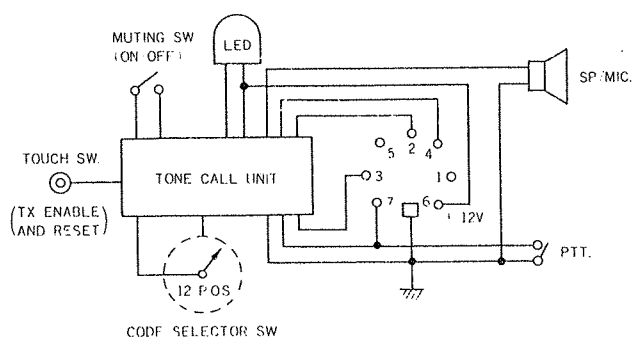 MUTING SW
(ON OFF)
LED
SP/MIC.
TOUCH SW.
(TX ENABLE
AND RESET)
TONE CALL UNIT
5
2
4
3
1
7
6
+ 12V
PTT.
12 POS
CODE SELECTOR SW